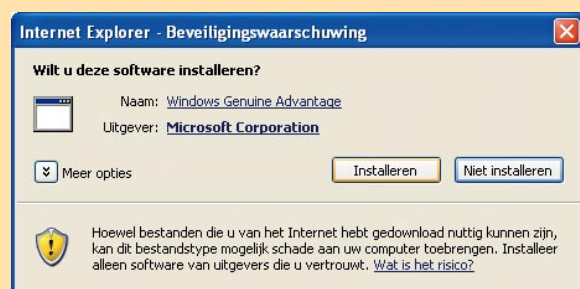 Internet Explorer - Beveiligingswaarschuwing
Wilt u deze software installeren?
Naam: Windows Genuine Advantage
Uitgever: Microsoft Corporation
Meer opties
Installeren
Niet installeren
Hoewel bestanden die u van het Internet hebt gedownload nuttig kunnen zijn,
kan dit bestandstype mogelijk schade aan uw computer toebrengen. Installeer
alleen software van uitgevers die u vertrouwt. Wat is het risico?